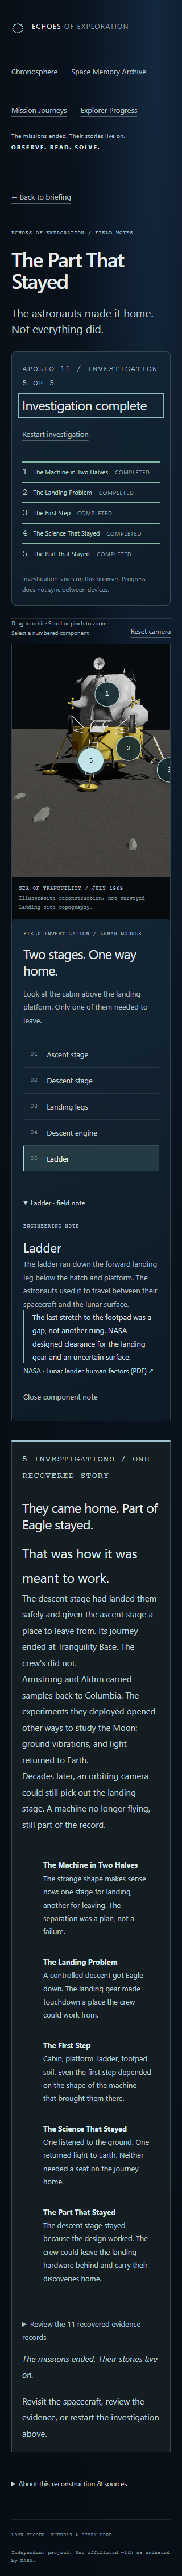 ECHOES OF EXPLORATION
Chronosphere Space Memory Archive
Mission Journeys Explorer Progress
The missions ended. Their stories live on.
OBSERVE. READ. SOLVE.
← Back to briefing
ECHOES OF EXPLORATION / FIELD NOTES
The Part That
Stayed
The astronauts made it home.
Not everything did.
APOLLO 11 / INVESTIGATION
5 OF 5
Investigation complete
Restart investigation
1 The Machine in Two Halves COMPLETED
2 The Landing Problem COMPLETED
3 The First Step COMPLETED
4 The Science That Stayed COMPLETED
5 The Part That Stayed COMPLETED
Investigation saves on this browser. Progress
does not sync between devices.
Drag to orbit · Scroll or pinch to zoom ·
Select a numbered component
Reset camera
1
2
5
3
SEA OF TRANQUILITY / JULY 1969
Illustrative reconstruction, not surveyed
landing-site topography.
FIELD INVESTIGATION / LUNAR MODULE
Two stages. One way
home.
Look at the cabin above the landing
platform. Only one of them needed to
leave.
01 Ascent stage
02 Descent stage
03 Landing legs
04 Descent engine
05 Ladder
▼ Ladder · field note
ENGINEERING NOTE
Ladder
The ladder ran down the forward landing
leg below the hatch and platform. The
astronauts used it to travel between their
spacecraft and the lunar surface.
The last stretch to the footpad was a
gap, not another rung. NASA
designed clearance for the landing
gear and an uncertain surface.
NASA · Lunar lander human factors (PDF) ↗
Close component note
5 INVESTIGATIONS / ONE
RECOVERED STORY
They came home. Part of
Eagle stayed.
That was how it was
meant to work.
The descent stage had landed them
safely and given the ascent stage a
place to leave from. Its journey
ended at Tranquility Base. The
crew's did not.
Armstrong and Aldrin carried
samples back to Columbia. The
experiments they deployed opened
other ways to study the Moon:
ground vibrations, and light
returned to Earth.
Decades later, an orbiting camera
could still pick out the landing
stage. A machine no longer flying,
still part of the record.
The Machine in Two Halves
The strange shape makes sense
now: one stage for landing,
another for leaving. The
separation was a plan, not a
failure.
The Landing Problem
A controlled descent got Eagle
down. The landing gear made
touchdown a place the crew
could work from.
The First Step
Cabin, platform, ladder, footpad,
soil. Even the first step depended
on the shape of the machine
that brought them there.
The Science That Stayed
One listened to the ground. One
returned light to Earth. Neither
needed a seat on the journey
home.
The Part That Stayed
The descent stage stayed
because the design worked. The
crew could leave the landing
hardware behind and carry their
discoveries home.
▶ Review the 11 recovered evidence
records
The missions ended. Their stories live
on.
Revisit the spacecraft, review the
evidence, or restart the investigation
above.
▶ About this reconstruction & sources
LOOK CLOSER. THERE'S A STORY HERE.
Independent project. Not affiliated with or endorsed
by NASA.